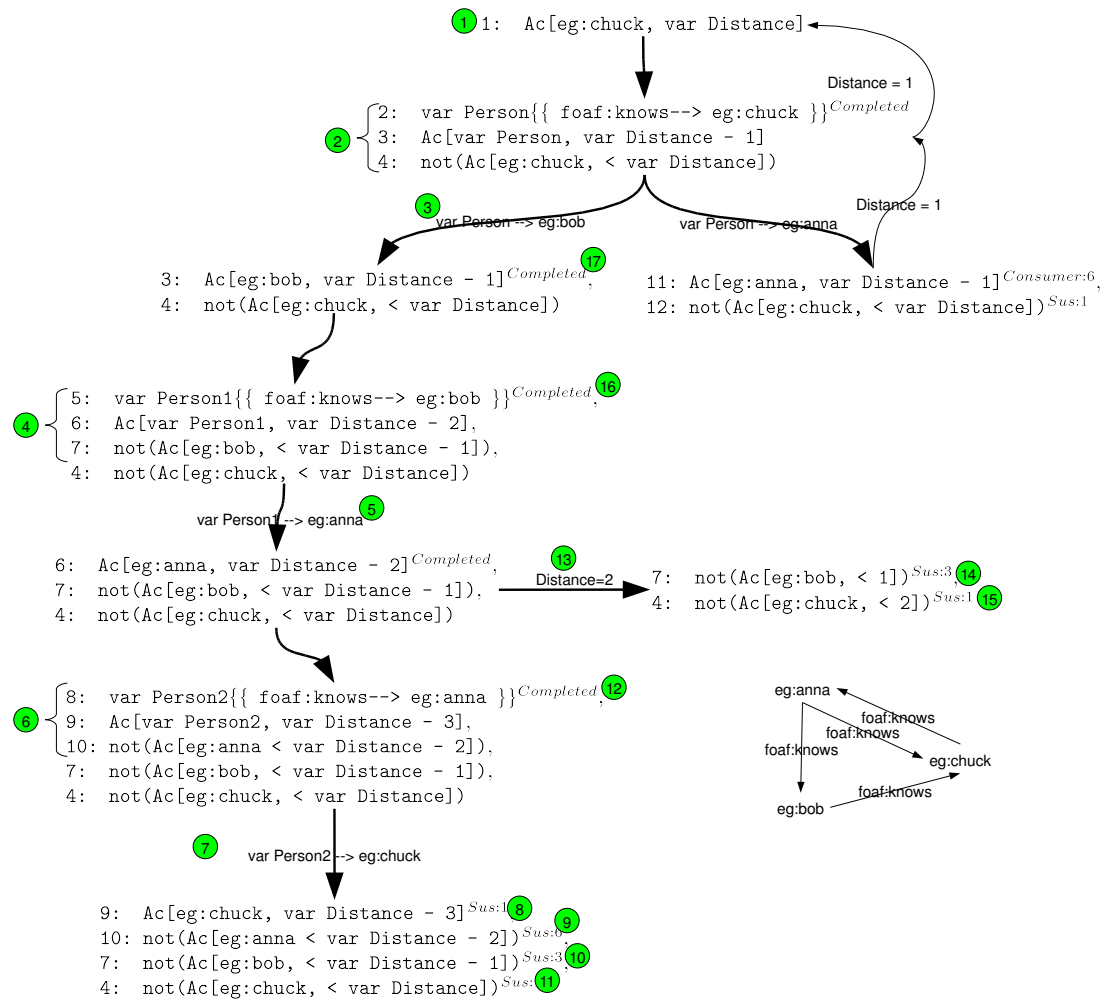 1 1: Ac[eg:chuck, var Distance]
Distance = 1
2: var Person{{ foaf:knows--> eg:chuck }}Completed
2 3: Ac[var Person, var Distance - 1]
4: not(Ac[eg:chuck, < var Distance])
3 Distance = 1
var Person --> eg:bob var Person --> eg:anna
17
3: Ac[eg:bob, var Distance - 1]Completed, 11: Ac[eg:anna, var Distance - 1]Consumer:6,
4: not(Ac[eg:chuck, < var Distance]) 12: not(Ac[eg:chuck, < var Distance])Sus:1
5: var Person1{{ foaf:knows--> eg:bob }}Completed, 16
4 6: Ac[var Person1, var Distance - 2],
7: not(Ac[eg:bob, < var Distance - 1]),
4: not(Ac[eg:chuck, < var Distance])
var Person1 --> eg:anna 5
13
6: Ac[eg:anna, var Distance - 2]Completed,
Distance=2
7: not(Ac[eg:bob, < var Distance - 1]), 7: not(Ac[eg:bob, < 1])Sus:3, 14
4: not(Ac[eg:chuck, < var Distance]) 4: not(Ac[eg:chuck, < 2])Sus:1 15
8: var Person2{{ foaf:knows--> eg:anna }}Completed, 12
6 9: Ac[var Person2, var Distance - 3],
10: not(Ac[eg:anna < var Distance - 2]),
7: not(Ac[eg:bob, < var Distance - 1]),
4: not(Ac[eg:chuck, < var Distance])
eg:anna
foaf:knows
foaf:knows
foaf:knows
eg:chuck
foaf:knows
eg:bob
7 var Person2 --> eg:chuck
9: Ac[eg:chuck, var Distance - 3]Sus:1 8
9
10: not(Ac[eg:anna < var Distance - 2])Sus:6,
7: not(Ac[eg:bob, < var Distance - 1])Sus:3, 10
4: not(Ac[eg:chuck, < var Distance])Sus: 11